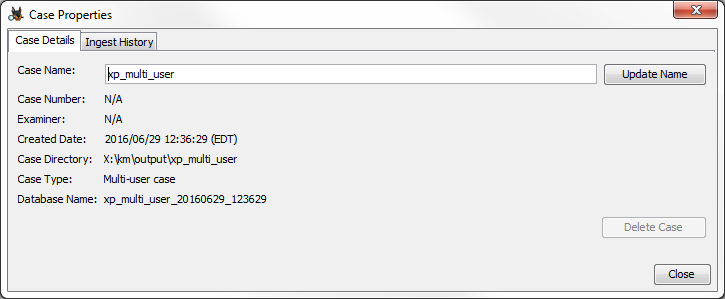 Case Properties
Case Details Ingest History
Case Name: xp_multi_user Update Name
Case Number: N/A
Examiner: N/A
Created Date: 2016/06/29 12:36:29 (EDT)
Case Directory: X:\km\output\xp_multi_user
Case Type: Multi-user case
Database Name: xp_multi_user_20160629_123629
Delete Case
Close